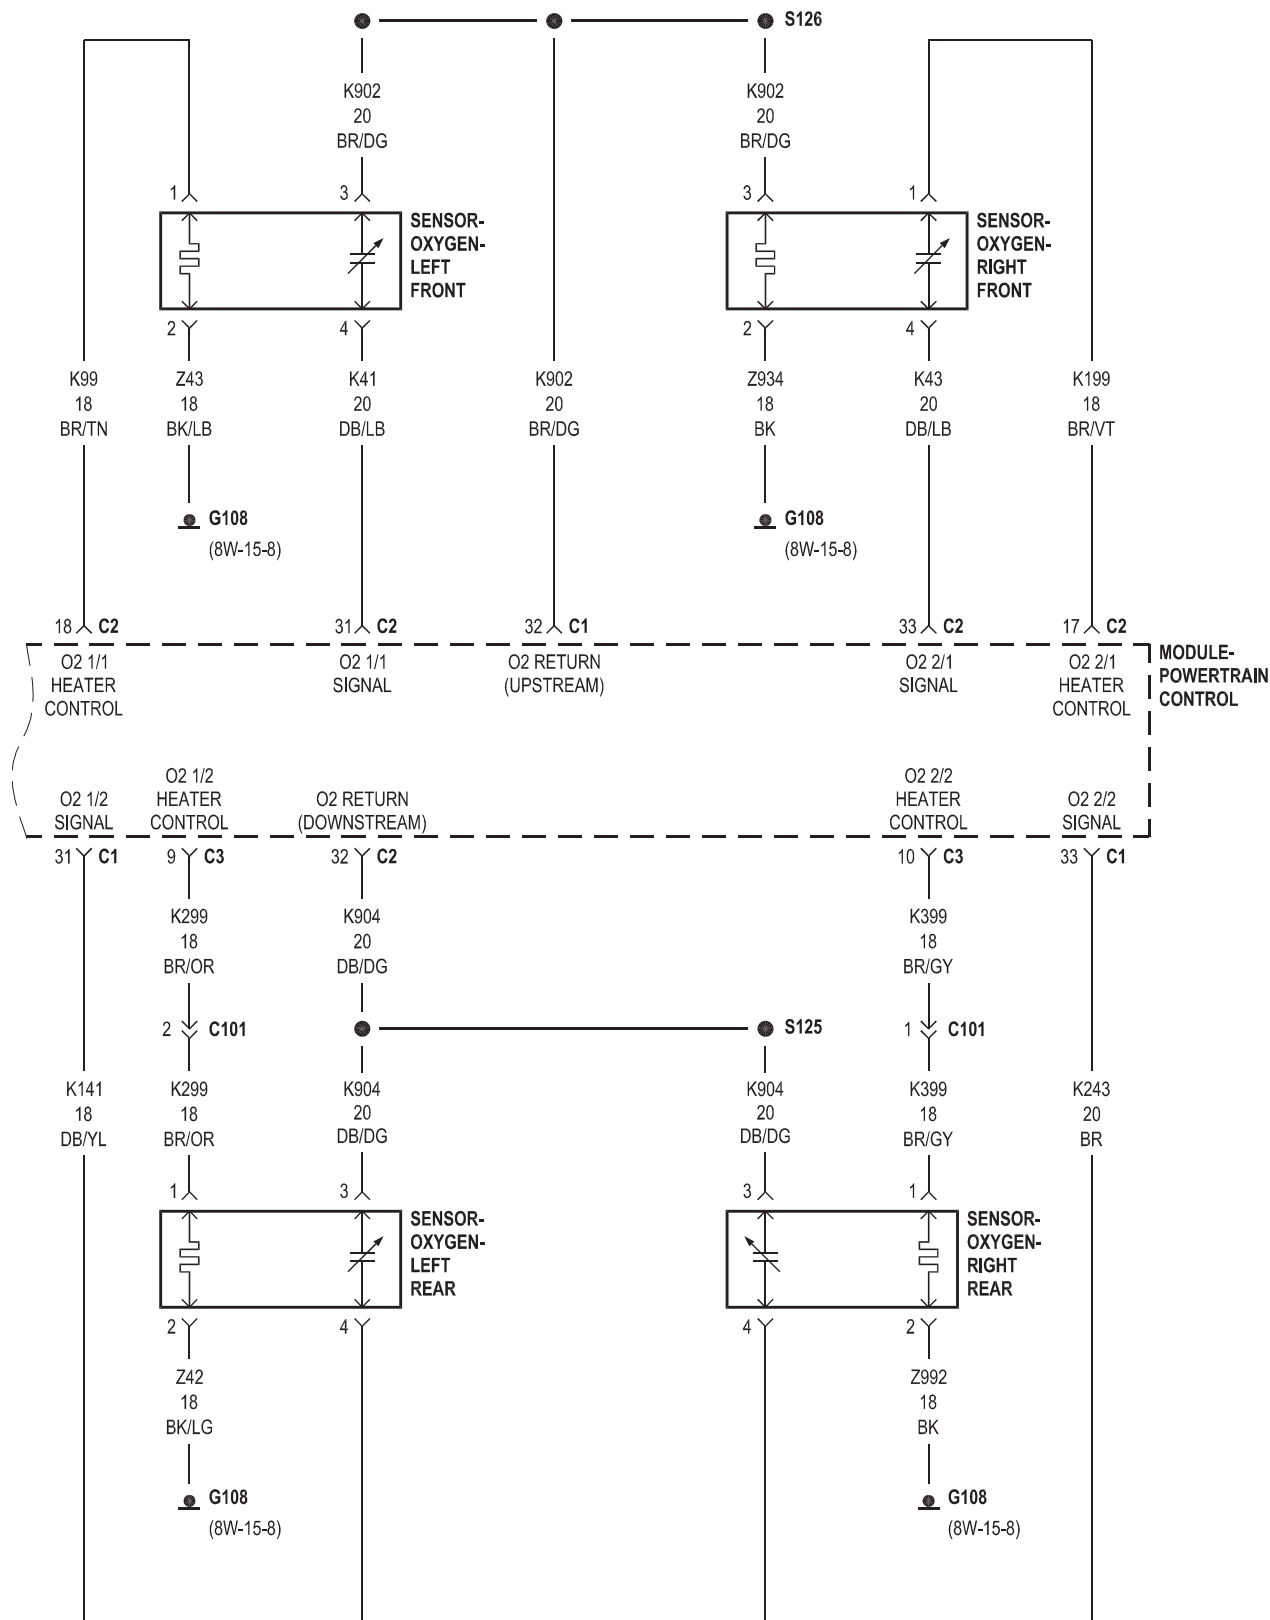 S126
K902
20
BR/DG
K902
20
BR/DG
1
3
3
1
SENSOR-
OXYGEN-
LEFT
FRONT
SENSOR-
OXYGEN-
RIGHT
FRONT
2
4
2
4
K99
18
BR/TN
Z43
18
BK/LB
K41
20
DB/LB
K902
20
BR/DG
Z934
18
BK
K43
20
DB/LB
K199
18
BR/VT
G108
(8W-15-8)
G108
(8W-15-8)
18 C2
31 C2
32 C1
33 C2
17 C2
O2 1/1
HEATER
CONTROL
O2 1/1
SIGNAL
O2 RETURN
(UPSTREAM)
O2 2/1
SIGNAL
O2 2/1
HEATER
CONTROL
MODULE-
POWERTRAIN
CONTROL
O2 1/2
SIGNAL
O2 1/2
HEATER
CONTROL
O2 RETURN
(DOWNSTREAM)
O2 2/2
HEATER
CONTROL
O2 2/2
SIGNAL
31 C1
9 C3
32 C2
10 C3
33 C1
K299
18
BR/OR
K904
20
DB/DG
K399
18
BR/GY
2 C101
S125
1 C101
K141
18
DB/YL
K299
18
BR/OR
K904
20
DB/DG
K904
20
DB/DG
K399
18
BR/GY
K243
20
BR
1
3
3
1
SENSOR-
OXYGEN-
LEFT
REAR
SENSOR-
OXYGEN-
RIGHT
REAR
2
4
4
2
Z42
18
BK/LG
Z992
18
BK
G108
(8W-15-8)
G108
(8W-15-8)